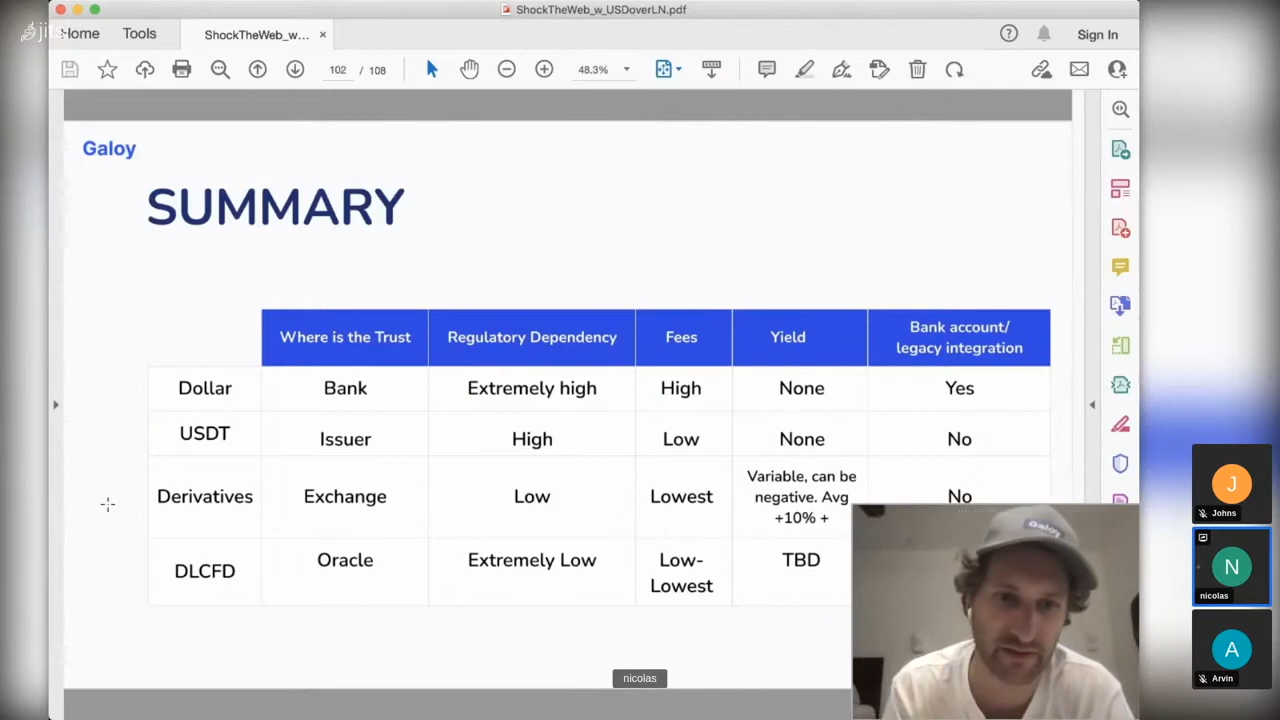 ShockTheWeb_w_USDoverLN.pdf
jits
Home
Tools
ShockTheWeb_w...
×
Sign In
102 / 108
48.3%
Galoy
SUMMARY
Where is the Trust
Regulatory Dependency
Fees
Yield
Bank account/
legacy integration
Dollar
Bank
Extremely high
High
None
Yes
USDT
Issuer
High
Low
None
No
Derivatives
Exchange
Low
Lowest
Variable, can be
negative. Avg
+10% +
No
DLCFD
Oracle
Extremely Low
Low-
Lowest
TBD
Galoy
nicolas
J
Johns
N
nicolas
A
Arvin